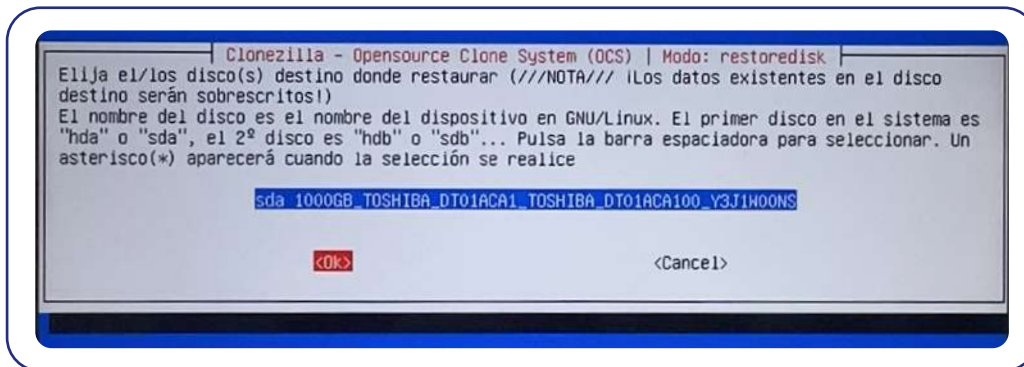 Clonezilla - Opensource Clone System (OCS) | Modo: restoredisk
Elija el/los disco(s) destino donde restaurar (///NOTA/// ¡Los datos existentes en el disco
destino serán sobrescritos!)
El nombre del disco es el nombre del dispositivo en GNU/Linux. El primer disco en el sistema es
"hda" o "sda", el 2º disco es "hdb" o "sdb"... Pulsa la barra espaciadora para seleccionar. Un
asterisco(*) aparecerá cuando la selección se realice
sda 1000GB_TOSHIBA_DT01ACA1_TOSHIBA_DT01ACA100_Y3J1W00NS
<Ok> <Cancel>